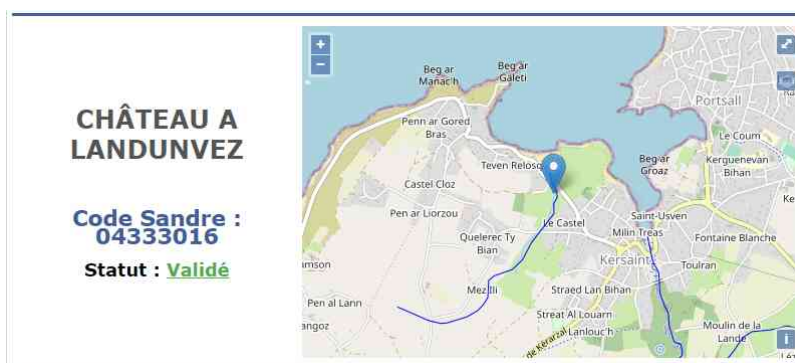 CHÂTEAU A
LANDUNVEZ
Code Sandre :
04333016
Statut : Validé
+
−
Beg ar
Manac'h
Beg ar
Galeti
Portsall
Penn ar Gored
Bras
Le Coum
Teven
Beg ar
Groaz
Kerguenevan
Bihan
Castel Cloz
Pen ar Liorzou
Le Castel
Saint-Usven
Quelerec Ty
Bian
Milin Treas
Fontaine Blanche
Kersaint
Toulran
Mez Ili
Straed Lan Bihan
Pen al Lann
Streat Al Louarn
Lanlouc'h
de Kerarzal
Moulin de la
Lande
i